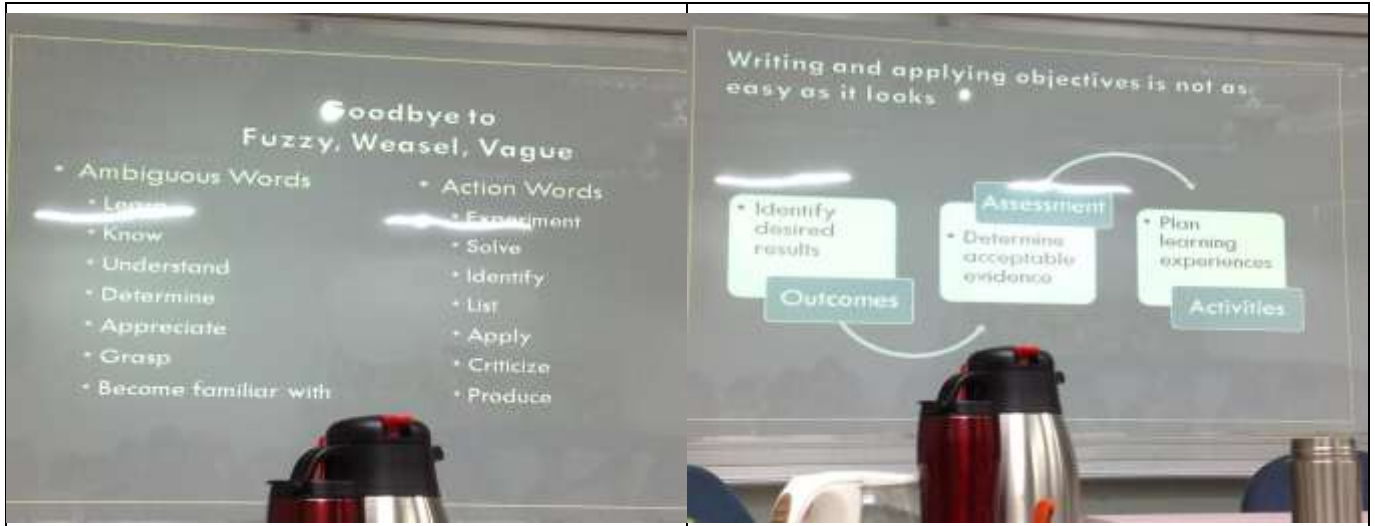 Goodbye to
Fuzzy, Weasel, Vague
• Ambiguous Words
• Learn
• Know
• Understand
• Determine
• Appreciate
• Grasp
• Become familiar with
• Action Words
• Experiment
• Solve
• Identify
• List
• Apply
• Criticize
• Produce
Writing and applying objectives is not as
easy as it looks
• Identify
desired
results
Outcomes
Assessment
• Determine
acceptable
evidence
• Plan
learning
experiences
Activities